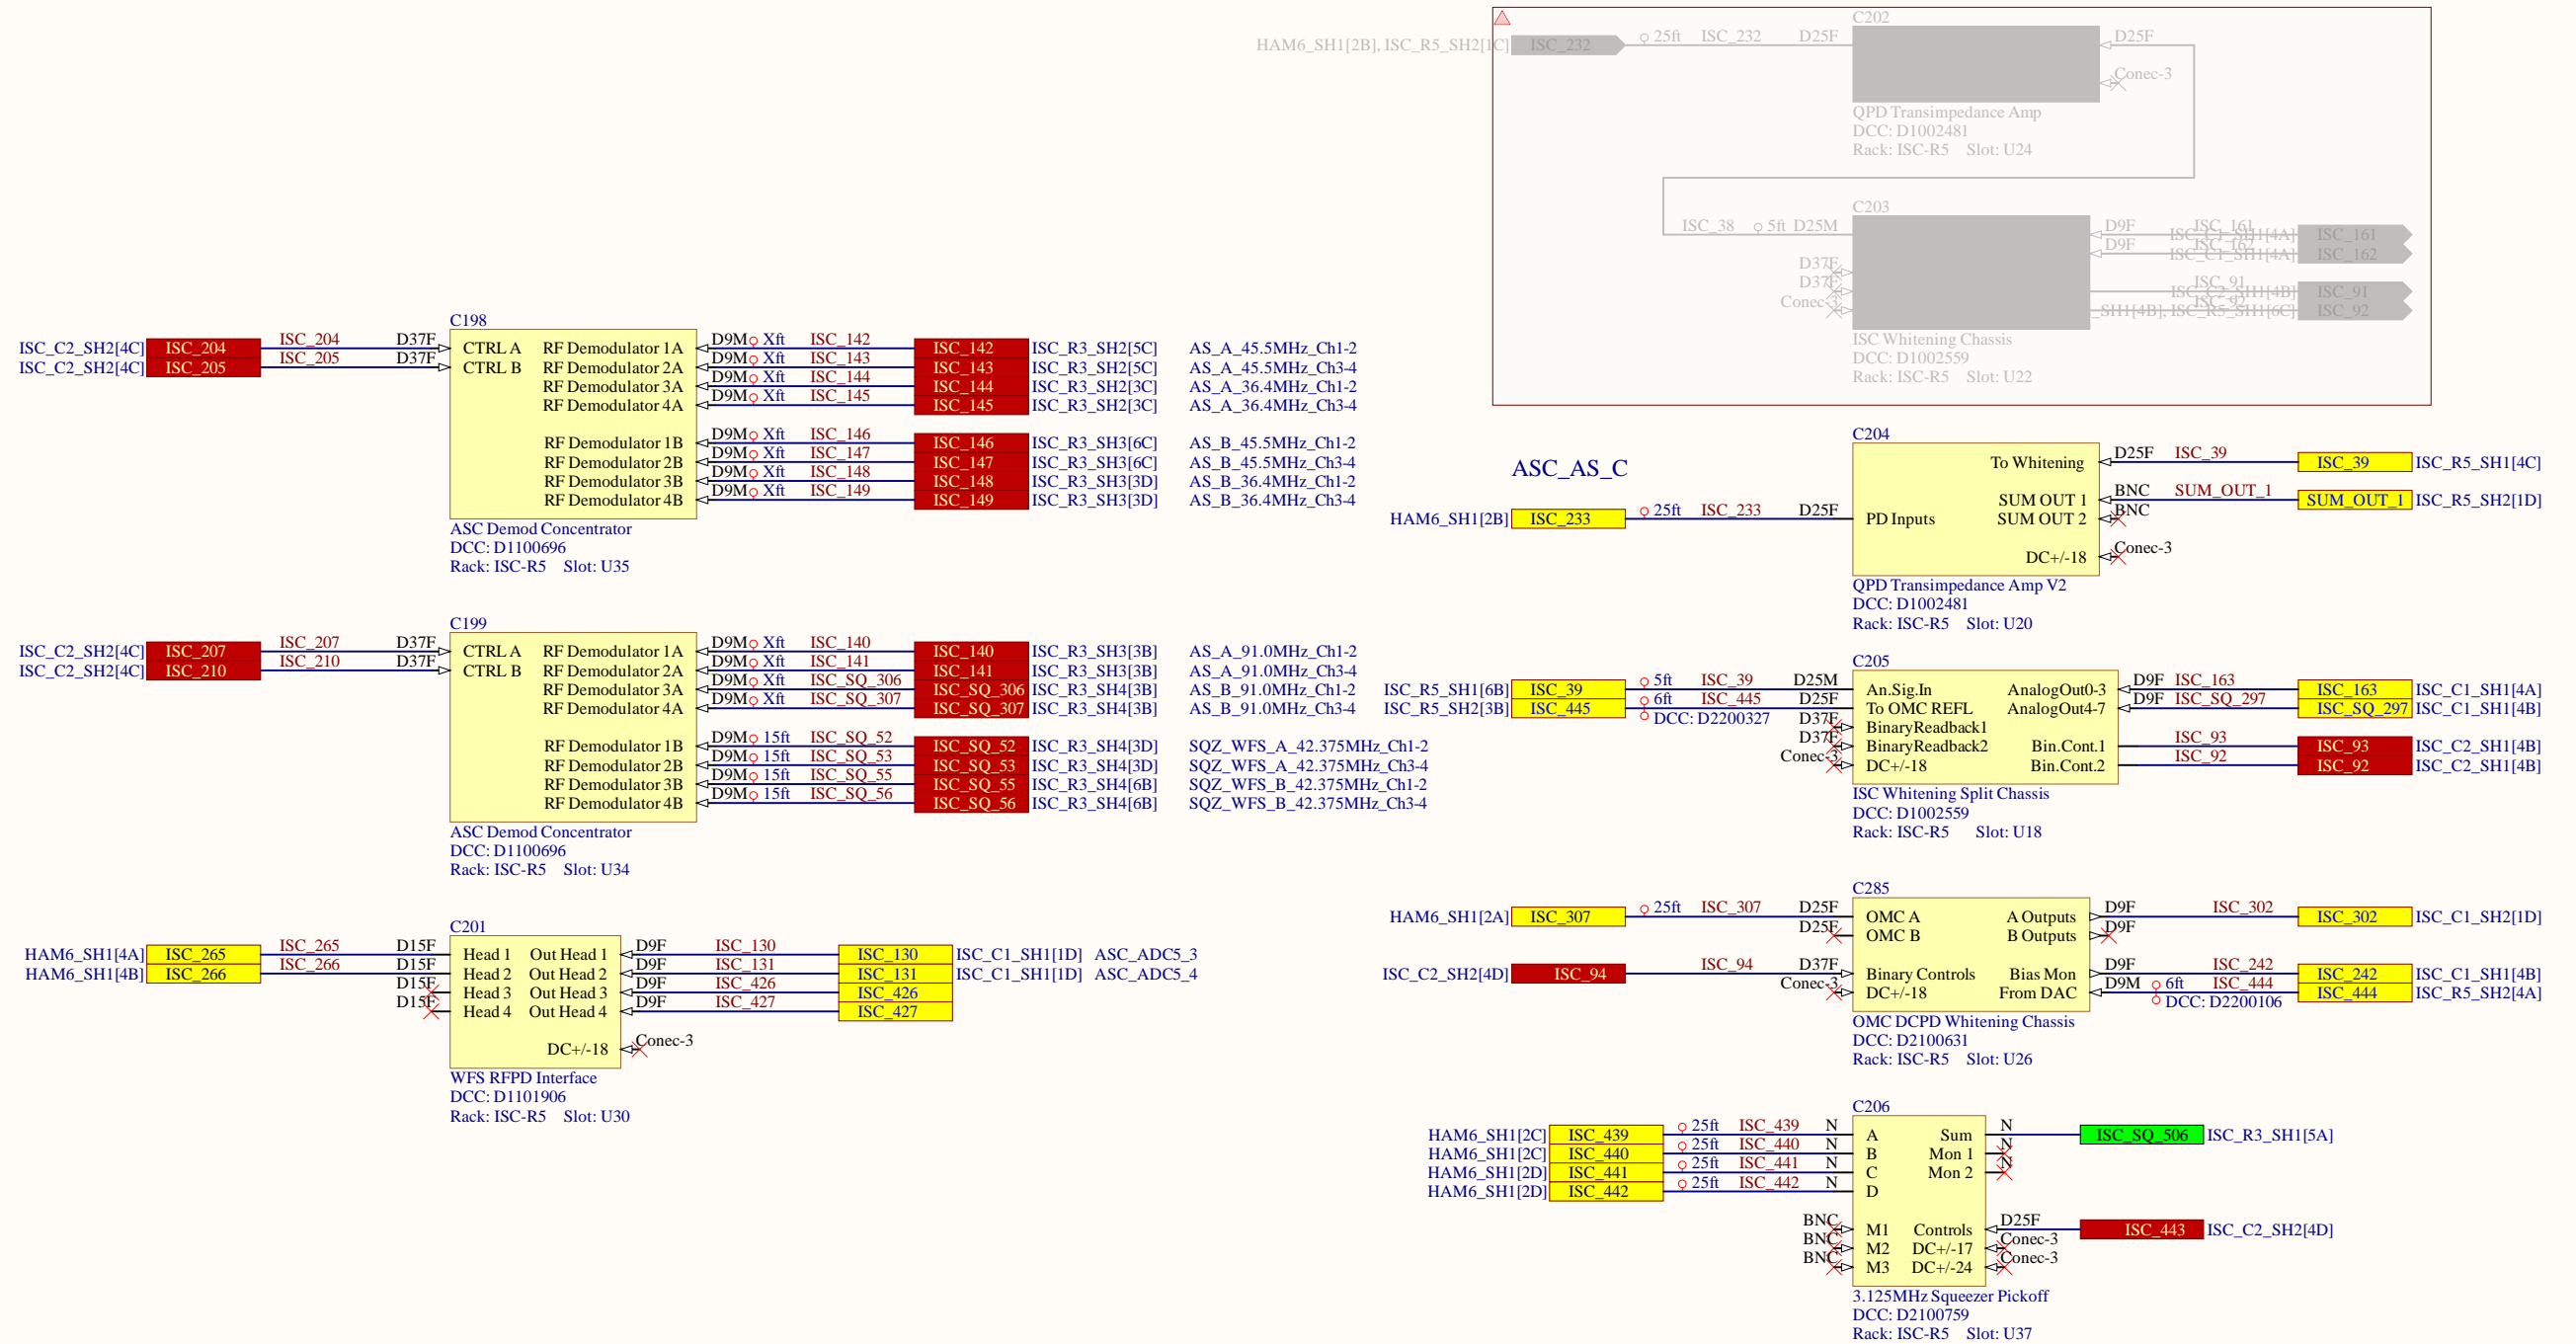 C202
HAM6_SH1[2B], ISC_R5_SH2[1C] ISC_232 25ft ISC_232 D25F D25F
Conec-3
QPD Transimpedance Amp
DCC: D1002481
Rack: ISC-R5 Slot: U24
C203
ISC_38 5ft D25M D9F ISC_161 ISC_C1_SH1[4A] ISC_161
D9F ISC_162 ISC_C1_SH1[4A] ISC_162
D37F
D37F ISC_91 ISC_C2_SH1[4B] ISC_91
Conec-3 ISC_92 _SH1[4B], ISC_R5_SH1[6C] ISC_92
ISC Whitening Chassis
DCC: D1002559
Rack: ISC-R5 Slot: U22
C198
ISC_C2_SH2[4C] ISC_204 ISC_204 D37F CTRL A RF Demodulator 1A D9M Xft ISC_142 ISC_142 ISC_R3_SH2[5C] AS_A_45.5MHz_Ch1-2
ISC_C2_SH2[4C] ISC_205 ISC_205 D37F CTRL B RF Demodulator 2A D9M Xft ISC_143 ISC_143 ISC_R3_SH2[5C] AS_A_45.5MHz_Ch3-4
RF Demodulator 3A D9M Xft ISC_144 ISC_144 ISC_R3_SH2[3C] AS_A_36.4MHz_Ch1-2
RF Demodulator 4A D9M Xft ISC_145 ISC_145 ISC_R3_SH2[3C] AS_A_36.4MHz_Ch3-4
RF Demodulator 1B D9M Xft ISC_146 ISC_146 ISC_R3_SH3[6C] AS_B_45.5MHz_Ch1-2
RF Demodulator 2B D9M Xft ISC_147 ISC_147 ISC_R3_SH3[6C] AS_B_45.5MHz_Ch3-4
RF Demodulator 3B D9M Xft ISC_148 ISC_148 ISC_R3_SH3[3D] AS_B_36.4MHz_Ch1-2
RF Demodulator 4B D9M Xft ISC_149 ISC_149 ISC_R3_SH3[3D] AS_B_36.4MHz_Ch3-4
ASC Demod Concentrator
DCC: D1100696
Rack: ISC-R5 Slot: U35
ASC_AS_C
C204
To Whitening D25F ISC_39 ISC_39 ISC_R5_SH1[4C]
SUM OUT 1 BNC SUM_OUT_1 SUM_OUT_1 ISC_R5_SH2[1D]
HAM6_SH1[2B] ISC_233 25ft ISC_233 D25F PD Inputs SUM OUT 2 BNC
DC+/-18 Conec-3
QPD Transimpedance Amp V2
DCC: D1002481
Rack: ISC-R5 Slot: U20
C199
ISC_C2_SH2[4C] ISC_207 ISC_207 D37F CTRL A RF Demodulator 1A D9M Xft ISC_140 ISC_140 ISC_R3_SH3[3B] AS_A_91.0MHz_Ch1-2
ISC_C2_SH2[4C] ISC_210 ISC_210 D37F CTRL B RF Demodulator 2A D9M Xft ISC_141 ISC_141 ISC_R3_SH3[3B] AS_A_91.0MHz_Ch3-4
RF Demodulator 3A D9M Xft ISC_SQ_306 ISC_SQ_306 ISC_R3_SH4[3B] AS_B_91.0MHz_Ch1-2
RF Demodulator 4A D9M Xft ISC_SQ_307 ISC_SQ_307 ISC_R3_SH4[3B] AS_B_91.0MHz_Ch3-4
RF Demodulator 1B D9M 15ft ISC_SQ_52 ISC_SQ_52 ISC_R3_SH4[3D] SQZ_WFS_A_42.375MHz_Ch1-2
RF Demodulator 2B D9M 15ft ISC_SQ_53 ISC_SQ_53 ISC_R3_SH4[3D] SQZ_WFS_A_42.375MHz_Ch3-4
RF Demodulator 3B D9M 15ft ISC_SQ_55 ISC_SQ_55 ISC_R3_SH4[6B] SQZ_WFS_B_42.375MHz_Ch1-2
RF Demodulator 4B D9M 15ft ISC_SQ_56 ISC_SQ_56 ISC_R3_SH4[6B] SQZ_WFS_B_42.375MHz_Ch3-4
ASC Demod Concentrator
DCC: D1100696
Rack: ISC-R5 Slot: U34
C205
ISC_R5_SH1[6B] ISC_39 5ft ISC_39 D25M An.Sig.In AnalogOut0-3 D9F ISC_163 ISC_163 ISC_C1_SH1[4A]
ISC_R5_SH2[3B] ISC_445 6ft ISC_445 D25F To OMC REFL AnalogOut4-7 D9F ISC_SQ_297 ISC_SQ_297 ISC_C1_SH1[4B]
DCC: D2200327 D37F BinaryReadback1
D37F BinaryReadback2 Bin.Cont.1 ISC_93 ISC_93 ISC_C2_SH1[4B]
Conec-3 DC+/-18 Bin.Cont.2 ISC_92 ISC_92 ISC_C2_SH1[4B]
ISC Whitening Split Chassis
DCC: D1002559
Rack: ISC-R5 Slot: U18
C201
HAM6_SH1[4A] ISC_265 ISC_265 D15F Head 1 Out Head 1 D9F ISC_130 ISC_130 ISC_C1_SH1[1D] ASC_ADC5_3
HAM6_SH1[4B] ISC_266 ISC_266 D15F Head 2 Out Head 2 D9F ISC_131 ISC_131 ISC_C1_SH1[1D] ASC_ADC5_4
D15F Head 3 Out Head 3 D9F ISC_426 ISC_426
D15F Head 4 Out Head 4 D9F ISC_427 ISC_427
DC+/-18 Conec-3
WFS RFPD Interface
DCC: D1101906
Rack: ISC-R5 Slot: U30
C285
HAM6_SH1[2A] ISC_307 25ft ISC_307 D25F OMC A A Outputs D9F ISC_302 ISC_302 ISC_C1_SH2[1D]
D25F OMC B B Outputs D9F
ISC_C2_SH2[4D] ISC_94 ISC_94 D37F Binary Controls Bias Mon D9F ISC_242 ISC_242 ISC_C1_SH1[4B]
Conec-3 DC+/-18 From DAC D9M 6ft ISC_444 ISC_444 ISC_R5_SH2[4A]
DCC: D2200106
OMC DCPD Whitening Chassis
DCC: D2100631
Rack: ISC-R5 Slot: U26
C206
HAM6_SH1[2C] ISC_439 25ft ISC_439 N A Sum N ISC_SQ_506 ISC_R3_SH1[5A]
HAM6_SH1[2C] ISC_440 25ft ISC_440 N B Mon 1 N
HAM6_SH1[2D] ISC_441 25ft ISC_441 N C Mon 2 N
HAM6_SH1[2D] ISC_442 25ft ISC_442 N D
BNC M1 Controls D25F ISC_443 ISC_C2_SH2[4D]
BNC M2 DC+/-17 Conec-3
BNC M3 DC+/-24 Conec-3
3.125MHz Squeezer Pickoff
DCC: D2100759
Rack: ISC-R5 Slot: U37